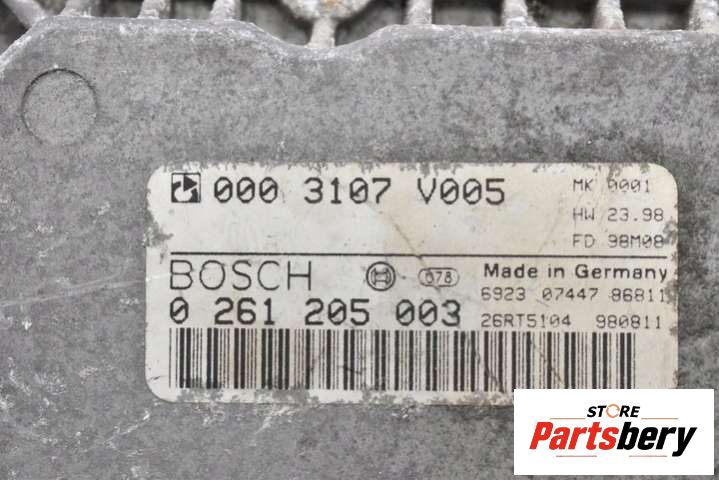 000 3107 V005
MK 0001
HW 23.98
FD 98M08
BOSCH
078
Made in Germany
0 261 205 003
6923 07447 86811
26RT5104 980811
STORE
Partsbery